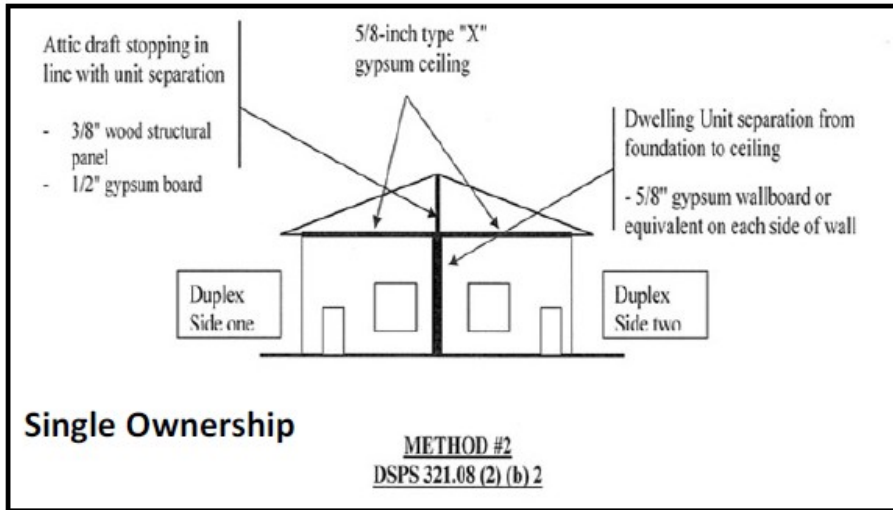 Attic draft stopping in
line with unit separation
- 3/8" wood structural
panel
- 1/2" gypsum board
5/8-inch type "X"
gypsum ceiling
Dwelling Unit separation from
foundation to ceiling
- 5/8" gypsum wallboard or
equivalent on each side of wall
Duplex
Side one
Duplex
Side two
Single Ownership
METHOD #2
DSPS 321.08 (2) (b) 2